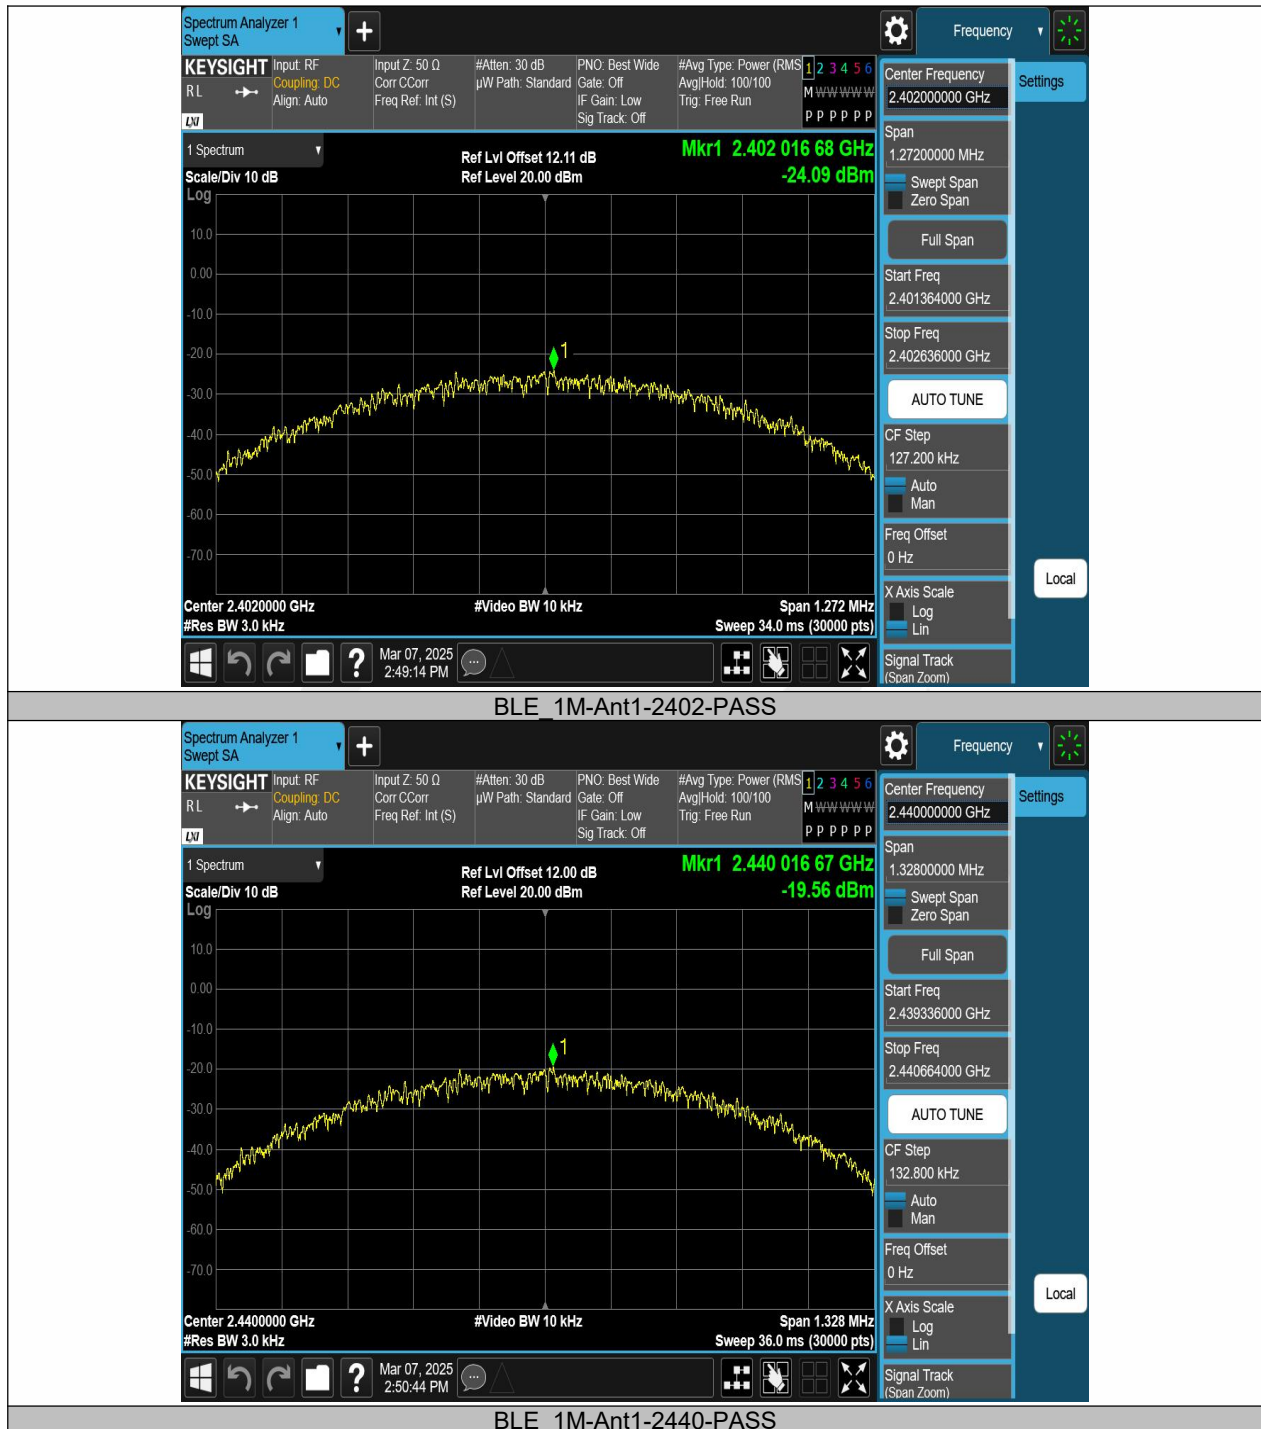 Spectrum Analyzer 1
Swept SA
Frequency
KEYSIGHT
RL
LXI
Input: RF
Coupling: DC
Align: Auto
Input Z: 50 Ω
Corr CCorr
Freq Ref: Int (S)
#Atten: 30 dB
µW Path: Standard
PNO: Best Wide
Gate: Off
IF Gain: Low
Sig Track: Off
#Avg Type: Power (RMS
Avg|Hold: 100/100
Trig: Free Run
1 2 3 4 5 6
M W W W W W
P P P P P P
1 Spectrum
Scale/Div 10 dB
Ref Lvl Offset 12.11 dB
Ref Level 20.00 dBm
Mkr1 2.402 016 68 GHz
-24.09 dBm
Log
10.0
0.00
-10.0
-20.0
-30.0
-40.0
-50.0
-60.0
-70.0
1
Center 2.4020000 GHz
#Res BW 3.0 kHz
#Video BW 10 kHz
Span 1.272 MHz
Sweep 34.0 ms (30000 pts)
Mar 07, 2025
2:49:14 PM
Center Frequency
2.402000000 GHz
Span
1.27200000 MHz
Swept Span
Zero Span
Full Span
Start Freq
2.401364000 GHz
Stop Freq
2.402636000 GHz
AUTO TUNE
CF Step
127.200 kHz
Auto
Man
Freq Offset
0 Hz
X Axis Scale
Log
Lin
Signal Track
(Span Zoom)
Settings
Local
BLE_1M-Ant1-2402-PASS
Spectrum Analyzer 1
Swept SA
Frequency
KEYSIGHT
RL
LXI
Input: RF
Coupling: DC
Align: Auto
Input Z: 50 Ω
Corr CCorr
Freq Ref: Int (S)
#Atten: 30 dB
µW Path: Standard
PNO: Best Wide
Gate: Off
IF Gain: Low
Sig Track: Off
#Avg Type: Power (RMS
Avg|Hold: 100/100
Trig: Free Run
1 2 3 4 5 6
M W W W W W
P P P P P P
1 Spectrum
Scale/Div 10 dB
Ref Lvl Offset 12.00 dB
Ref Level 20.00 dBm
Mkr1 2.440 016 67 GHz
-19.56 dBm
Log
10.0
0.00
-10.0
-20.0
-30.0
-40.0
-50.0
-60.0
-70.0
1
Center 2.4400000 GHz
#Res BW 3.0 kHz
#Video BW 10 kHz
Span 1.328 MHz
Sweep 36.0 ms (30000 pts)
Mar 07, 2025
2:50:44 PM
Center Frequency
2.440000000 GHz
Span
1.32800000 MHz
Swept Span
Zero Span
Full Span
Start Freq
2.439336000 GHz
Stop Freq
2.440664000 GHz
AUTO TUNE
CF Step
132.800 kHz
Auto
Man
Freq Offset
0 Hz
X Axis Scale
Log
Lin
Signal Track
(Span Zoom)
Settings
Local
BLE_1M-Ant1-2440-PASS